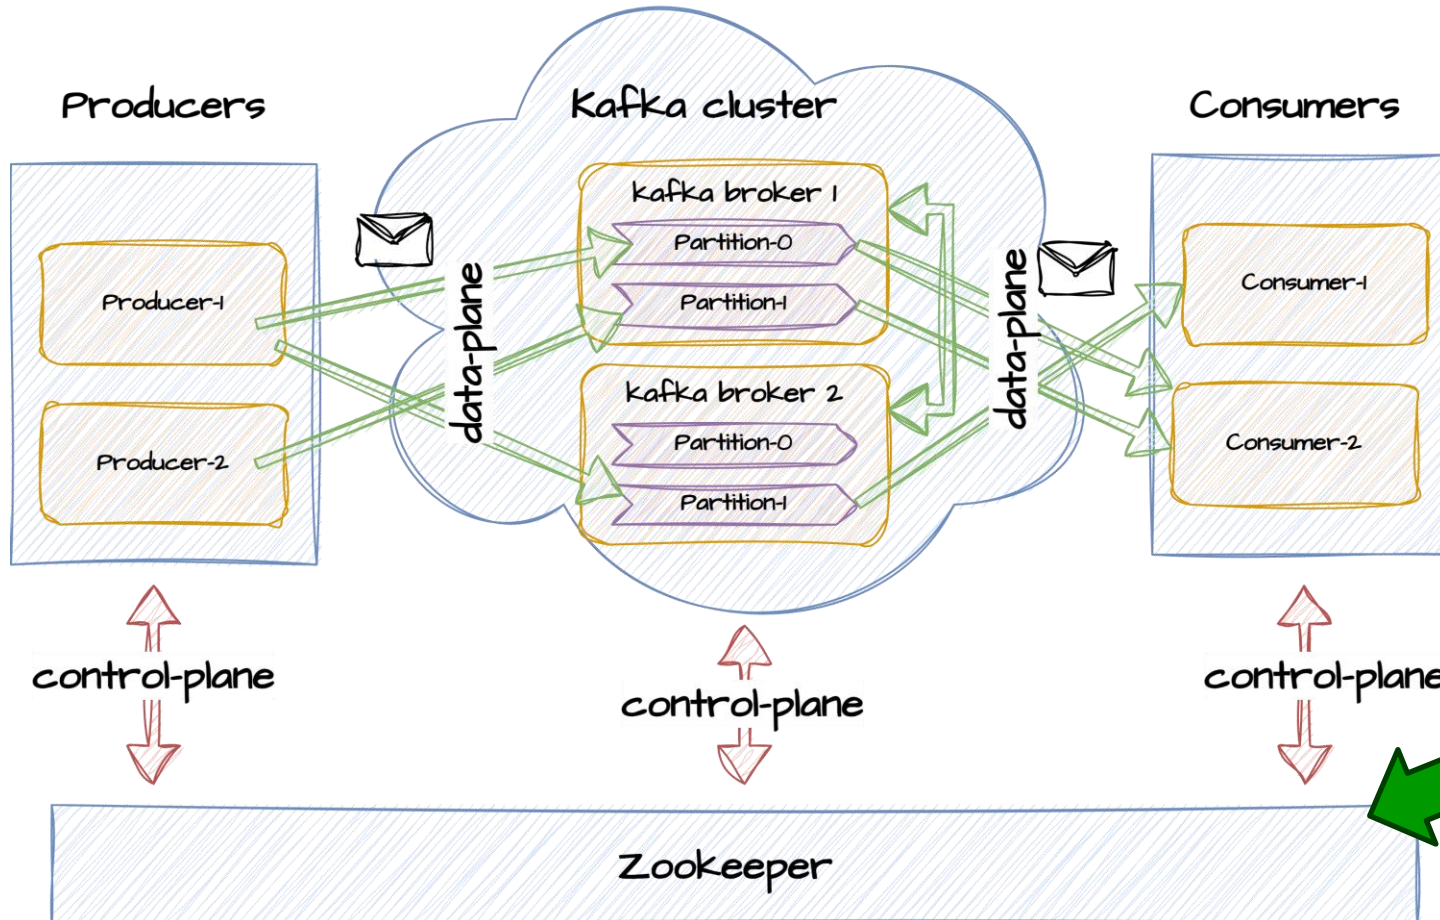 Producers
Kafka cluster
Consumers
kafka broker 1
Partition-0
Partition-1
Producer-1
Producer-2
data-plane
kafka broker 2
Partition-0
Partition-1
data-plane
Consumer-1
Consumer-2
control-plane
control-plane
control-plane
Zookeeper